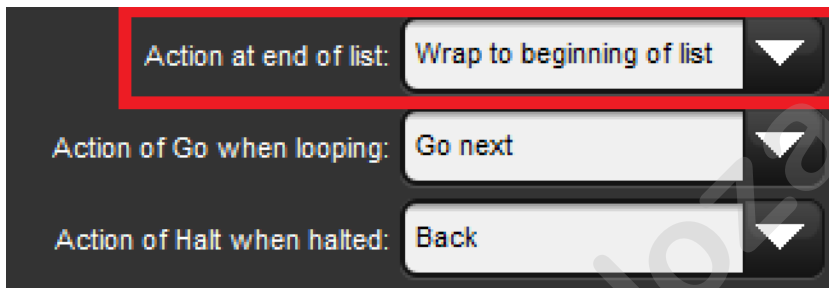 Action at end of list: Wrap to beginning of list
Action of Go when looping: Go next
Action of Halt when halted: Back